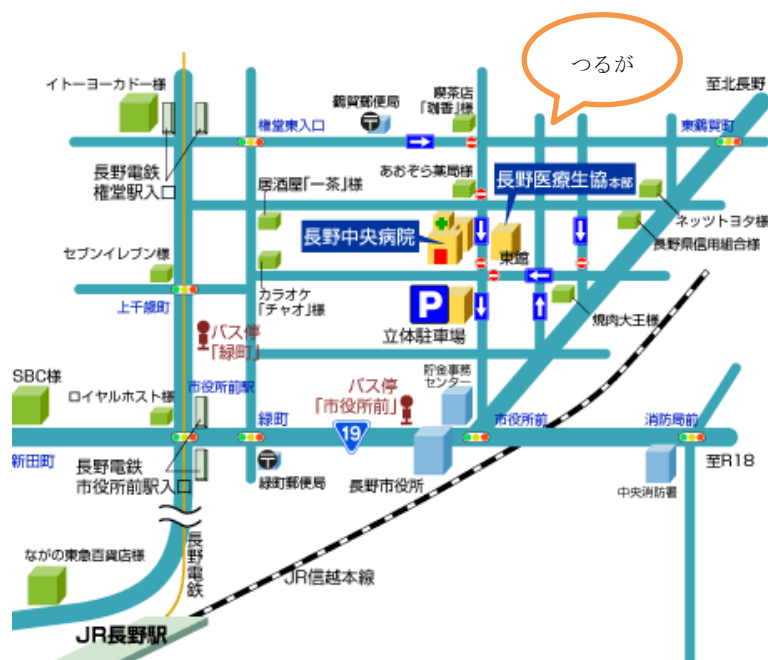 つるが
イトーヨーカドー様
至北長野
喫茶店
「珈香」様
鶴賀郵便局
権堂東入口
東鶴賀町
長野電鉄
権堂駅入口
あおぞら薬局様
長野医療生協本部
居酒屋「一茶」様
ネッツトヨタ様
長野中央病院
長野県信用組合様
セブンイレブン様
東館
カラオケ
「チャオ」様
上千歳町
P
焼肉大王様
バス停
「緑町」
立体駐車場
貯金事務
センター
SBC様
市役所前駅
バス停
「市役所前」
ロイヤルホスト様
緑町
市役所前
消防局前
19
新田町
長野電鉄
市役所前駅入口
緑町郵便局
長野市役所
至R18
中央消防署
ながの東急百貨店様
長野電鉄
JR信越本線
JR長野駅